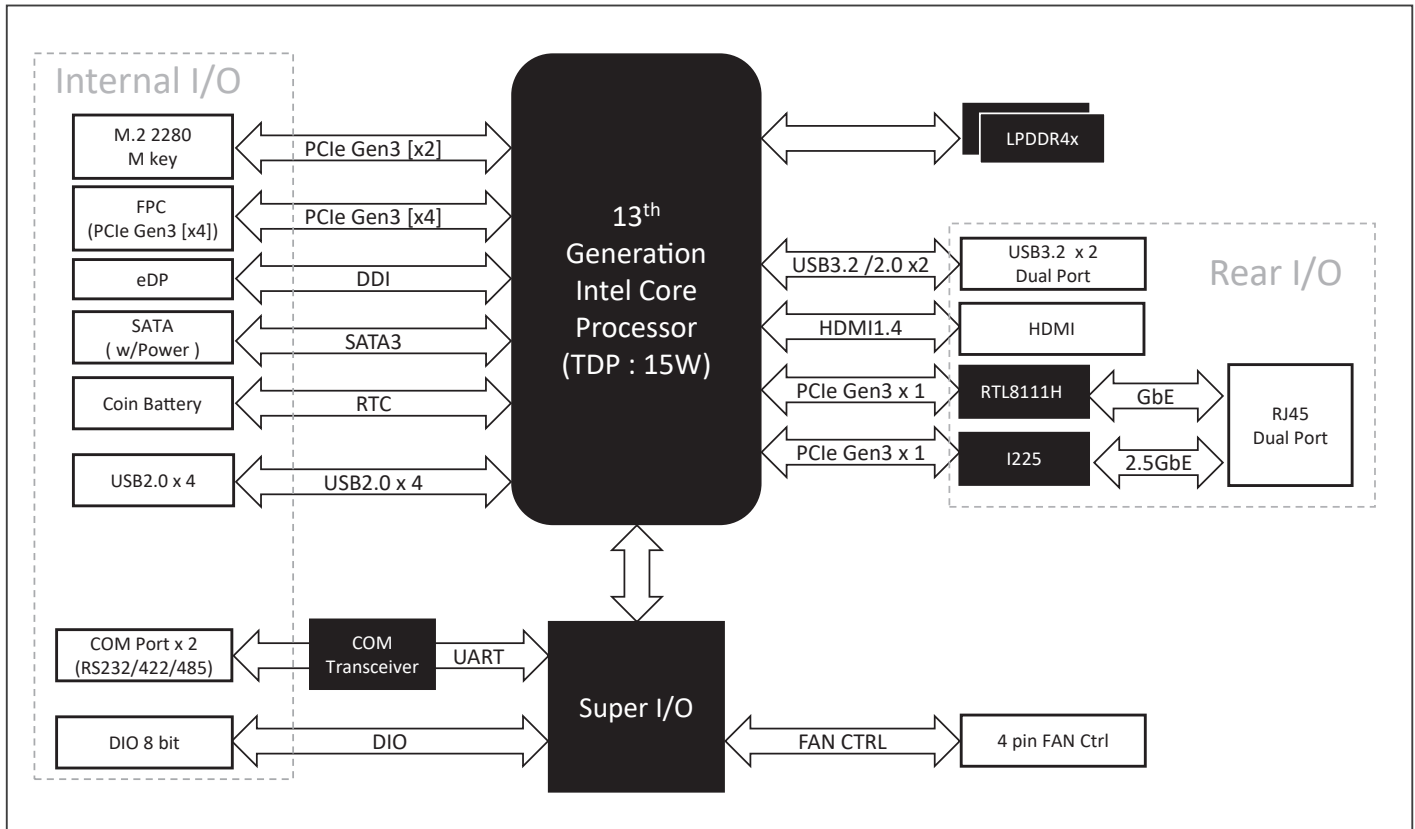 Internal I/O
M.2 2280
M key
PCIe Gen3 [x2]
FPC
(PCIe Gen3 [x4])
PCIe Gen3 [x4]
eDP
DDI
SATA
( w/Power )
SATA3
Coin Battery
RTC
USB2.0 x 4
USB2.0 x 4
13th
Generation
Intel Core
Processor
(TDP : 15W)
LPDDR4x
Rear I/O
USB3.2 /2.0 x2
USB3.2 x 2
Dual Port
HDMI1.4
HDMI
PCIe Gen3 x 1
RTL8111H
GbE
PCIe Gen3 x 1
I225
2.5GbE
RJ45
Dual Port
COM Port x 2
(RS232/422/485)
COM
Transceiver
UART
Super I/O
DIO 8 bit
DIO
FAN CTRL
4 pin FAN Ctrl